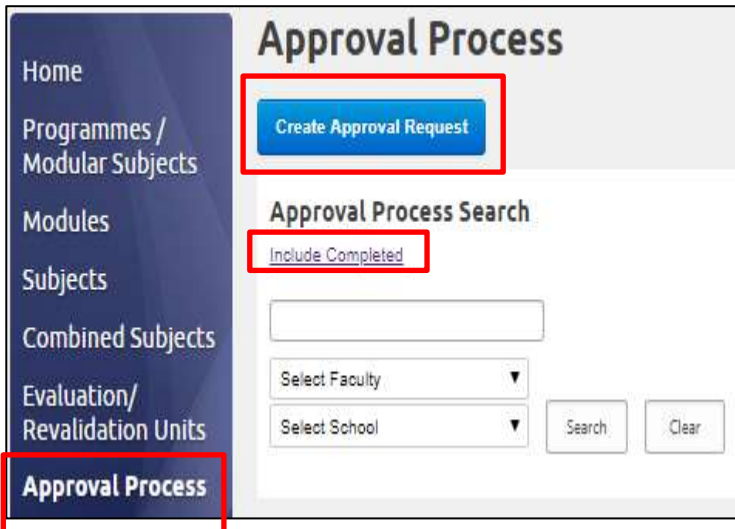 Home
Programmes /
Modular Subjects
Modules
Subjects
Combined Subjects
Evaluation/
Revalidation Units
Approval Process
Approval Process
Create Approval Request
Approval Process Search
Include Completed
Select Faculty
Select School
Search
Clear